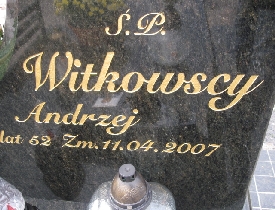 Ś.P.
Witkowscy
Andrzej
lat 52 Zm. 11.04.2007